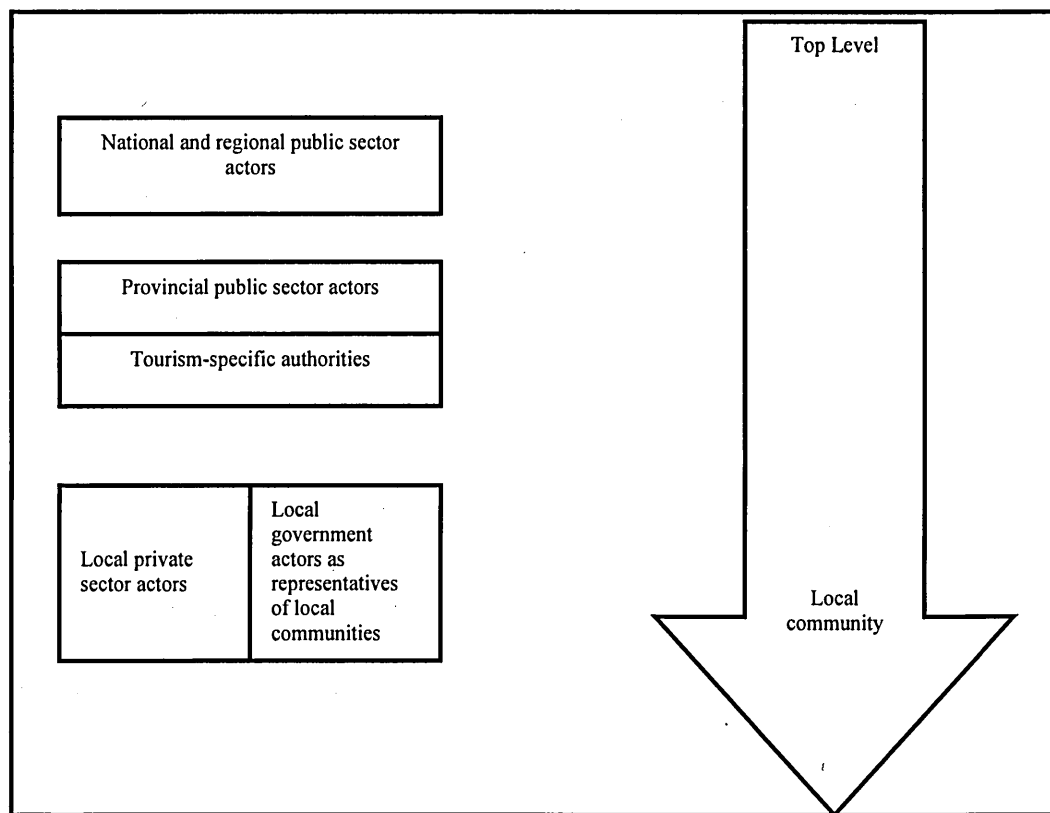 Top Level
National and regional public sector
actors
Provincial public sector actors
Tourism-specific authorities
Local private
sector actors
Local
government
actors as
representatives
of local
communities
Local
community